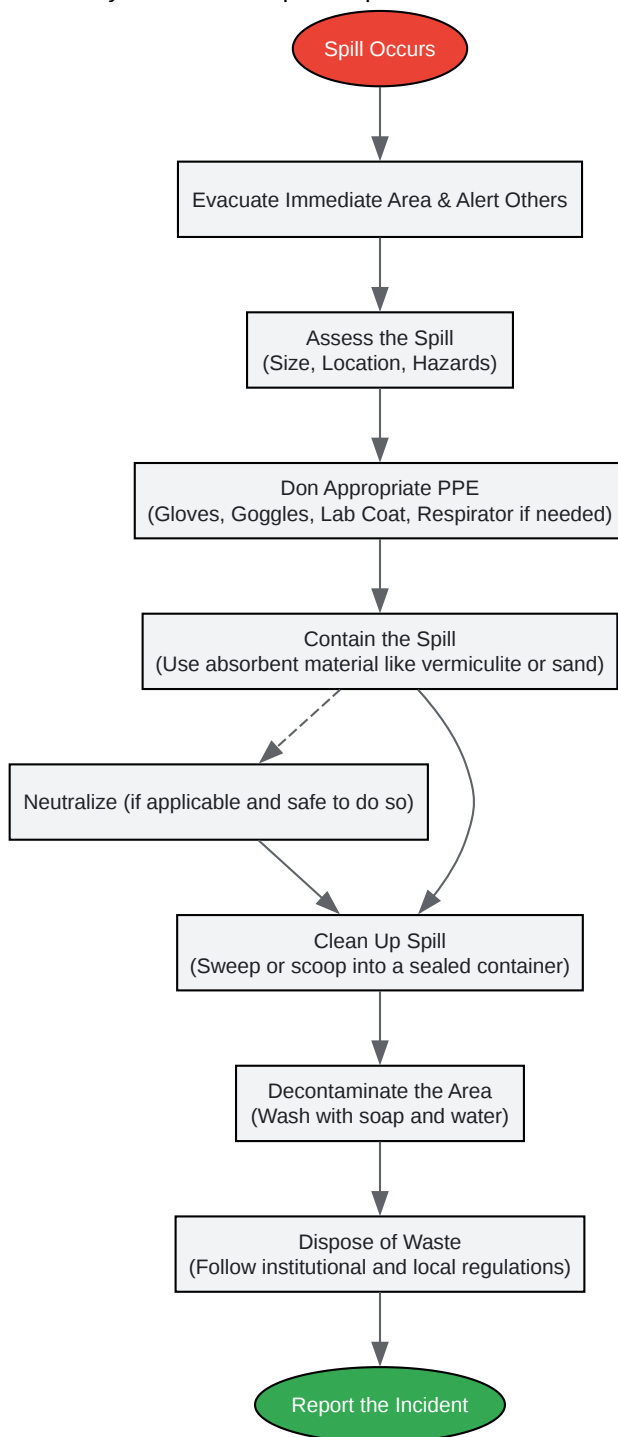 Spill Occurs
Evacuate Immediate Area & Alert Others
Assess the Spill
(Size, Location, Hazards)
Don Appropriate PPE
(Gloves, Goggles, Lab Coat, Respirator if needed)
Contain the Spill
(Use absorbent material like vermiculite or sand)
Neutralize (if applicable and safe to do so)
Clean Up Spill
(Sweep or scoop into a sealed container)
Decontaminate the Area
(Wash with soap and water)
Dispose of Waste
(Follow institutional and local regulations)
Report the Incident